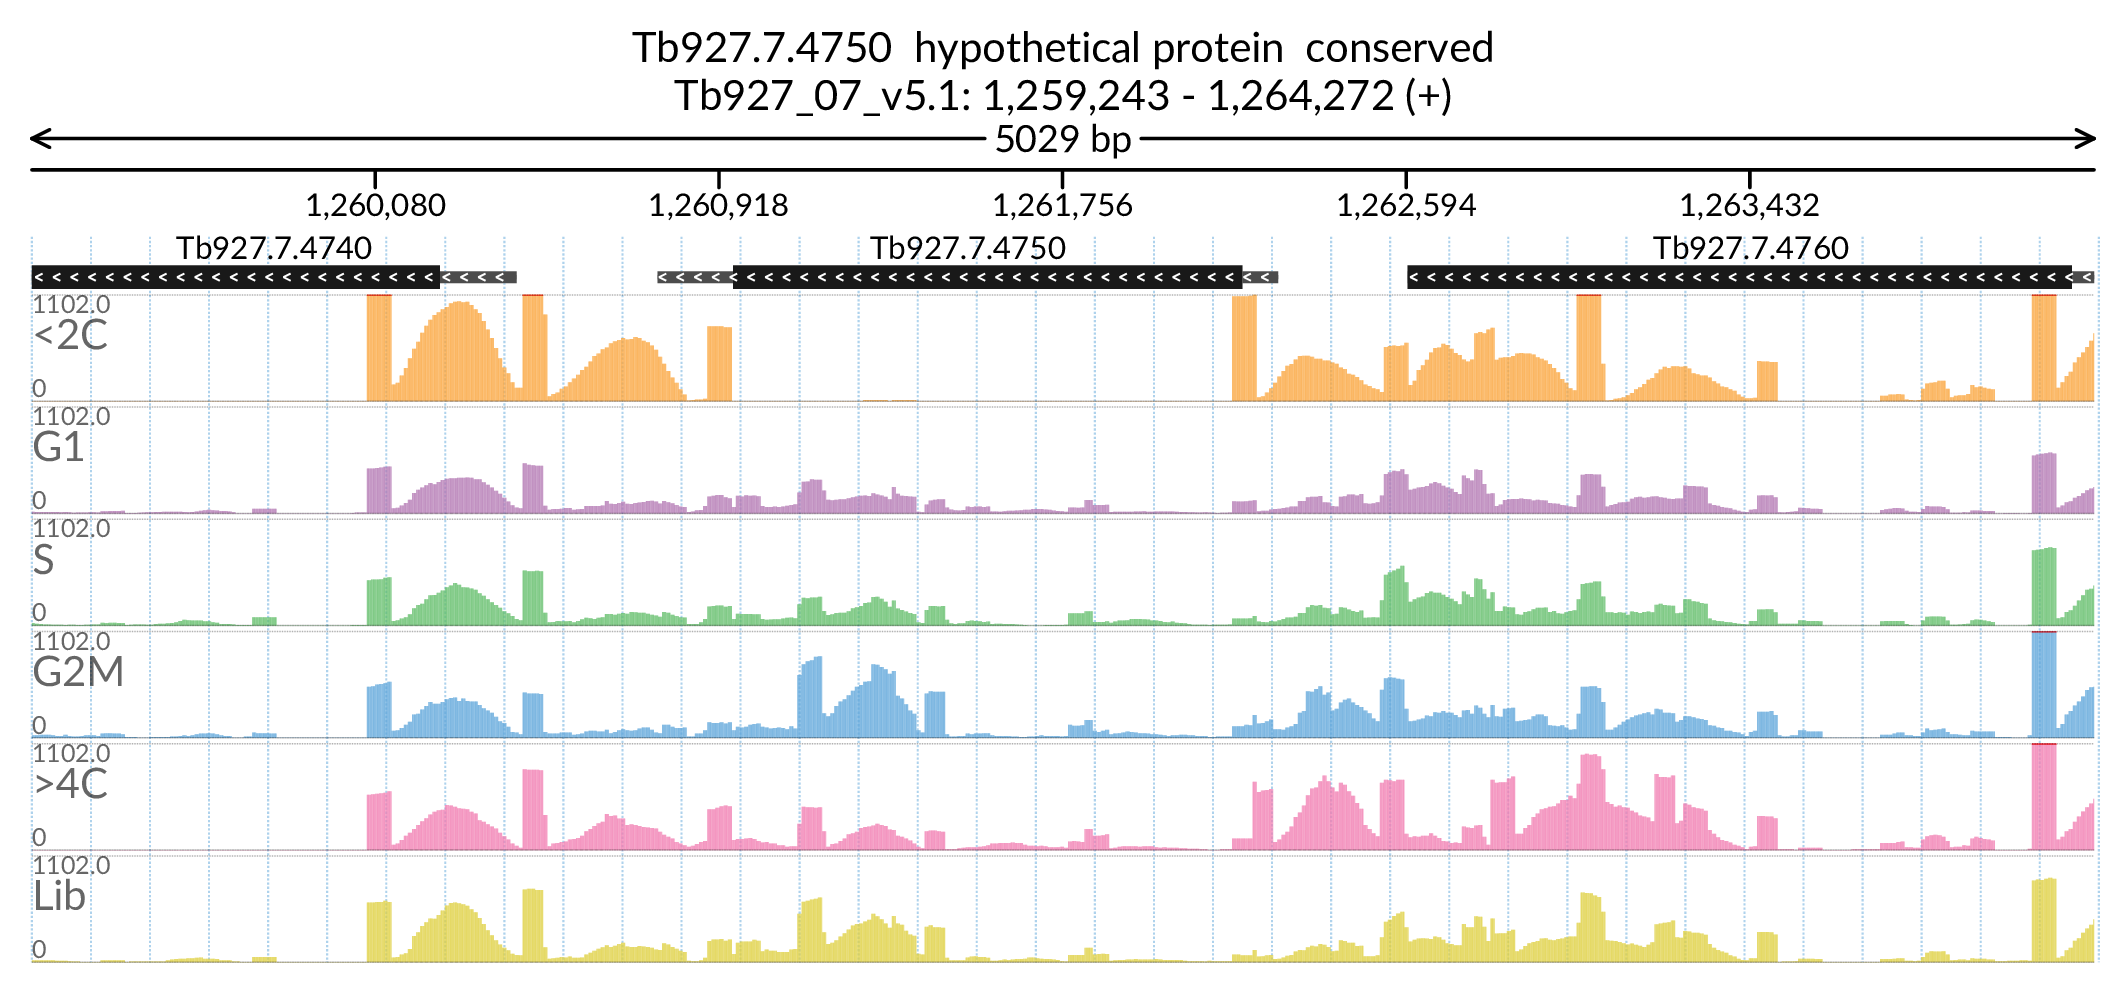 Tb927.7.4750 hypothetical protein conserved
Tb927_07_v5.1: 1,259,243 - 1,264,272 (+)
5029 bp
1,260,080 1,260,918 1,261,756 1,262,594 1,263,432
Tb927.7.4740 Tb927.7.4750 Tb927.7.4760
1102.0
<2C
0
1102.0
G1
0
1102.0
S
0
1102.0
G2M
0
1102.0
>4C
0
1102.0
Lib
0